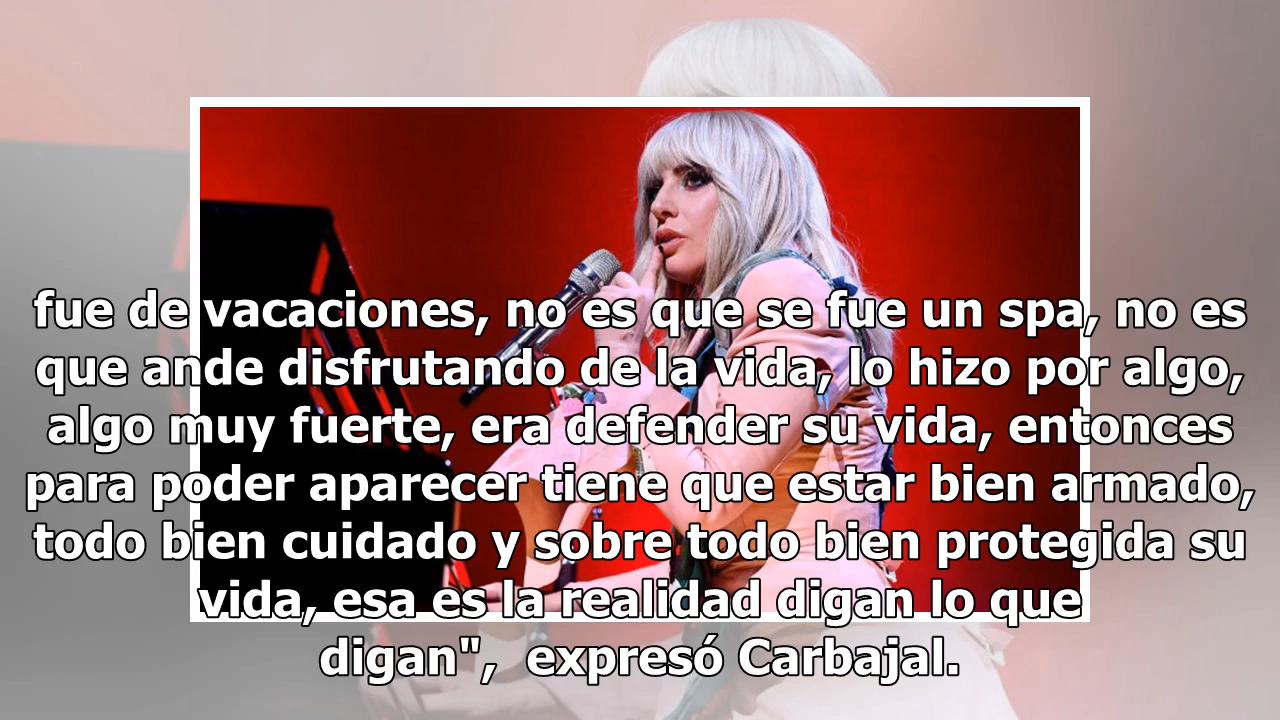 fue de vacaciones, no es que se fue un spa, no es
que ande disfrutando de la vida, lo hizo por algo,
algo muy fuerte, era defender su vida, entonces
para poder aparecer tiene que estar bien armado,
todo bien cuidado y sobre todo bien protegida su
vida, esa es la realidad digan lo que
digan",  expresó Carbajal.